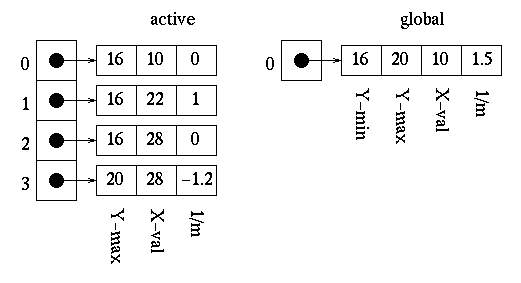 active
0 16 10 0
1 16 22 1
2 16 28 0
3 20 28 −1.2
Y−max X−val 1/m
global
0 16 20 10 1.5
Y−min Y−max X−val 1/m